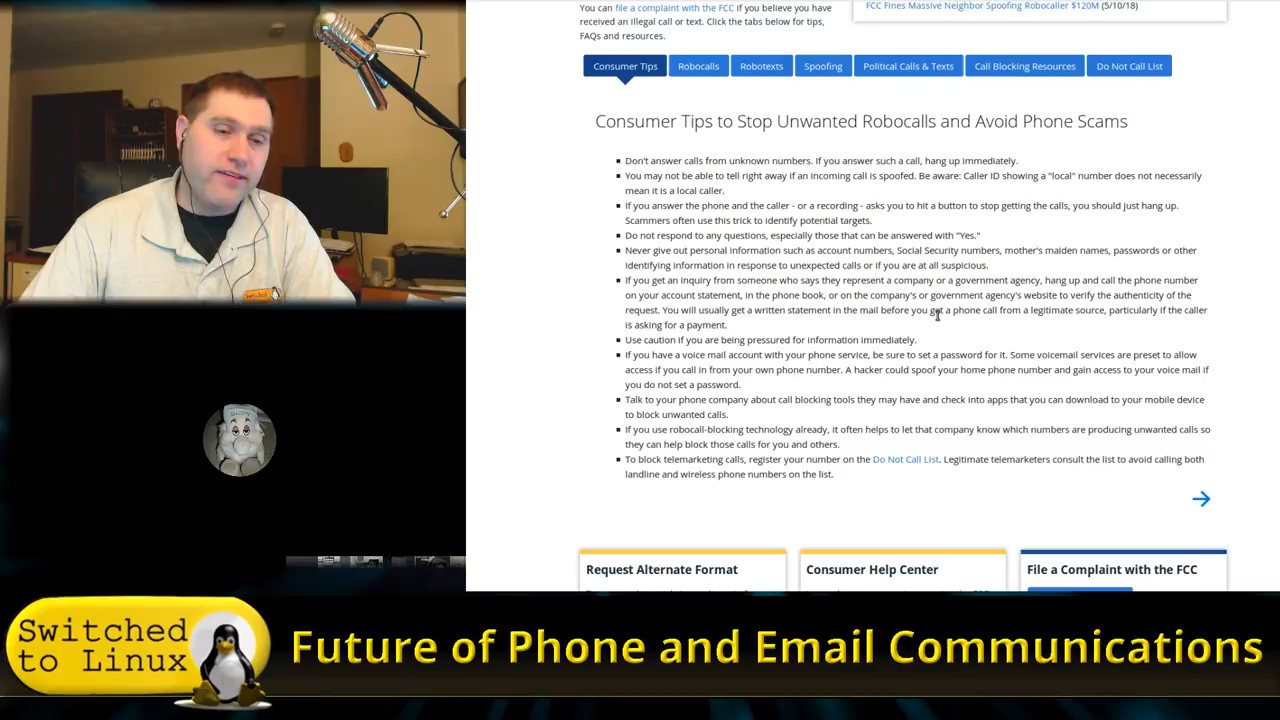 You can file a complaint with the FCC if you believe you have
received an illegal call or text. Click the tabs below for tips,
FAQs and resources.
FCC Fines Massive Neighbor Spoofing Robocaller $120M (5/10/18)
Consumer Tips
Robocalls
Robotexts
Spoofing
Political Calls & Texts
Call Blocking Resources
Do Not Call List
Consumer Tips to Stop Unwanted Robocalls and Avoid Phone Scams
Don't answer calls from unknown numbers. If you answer such a call, hang up immediately.
You may not be able to tell right away if an incoming call is spoofed. Be aware: Caller ID showing a "local" number does not necessarily
mean it is a local caller.
If you answer the phone and the caller - or a recording - asks you to hit a button to stop getting the calls, you should just hang up.
Scammers often use this trick to identify potential targets.
Do not respond to any questions, especially those that can be answered with "Yes."
Never give out personal information such as account numbers, Social Security numbers, mother's maiden names, passwords or other
identifying information in response to unexpected calls or if you are at all suspicious.
If you get an inquiry from someone who says they represent a company or a government agency, hang up and call the phone number
on your account statement, in the phone book, or on the company's or government agency's website to verify the authenticity of the
request. You will usually get a written statement in the mail before you get a phone call from a legitimate source, particularly if the caller
is asking for a payment.
Use caution if you are being pressured for information immediately.
If you have a voice mail account with your phone service, be sure to set a password for it. Some voicemail services are preset to allow
access if you call in from your own phone number. A hacker could spoof your home phone number and gain access to your voice mail if
you do not set a password.
Talk to your phone company about call blocking tools they may have and check into apps that you can download to your mobile device
to block unwanted calls.
If you use robocall-blocking technology already, it often helps to let that company know which numbers are producing unwanted calls so
they can help block those calls for you and others.
To block telemarketing calls, register your number on the Do Not Call List. Legitimate telemarketers consult the list to avoid calling both
landline and wireless phone numbers on the list.
Request Alternate Format
Consumer Help Center
File a Complaint with the FCC
Switched
to Linux
Future of Phone and Email Communications